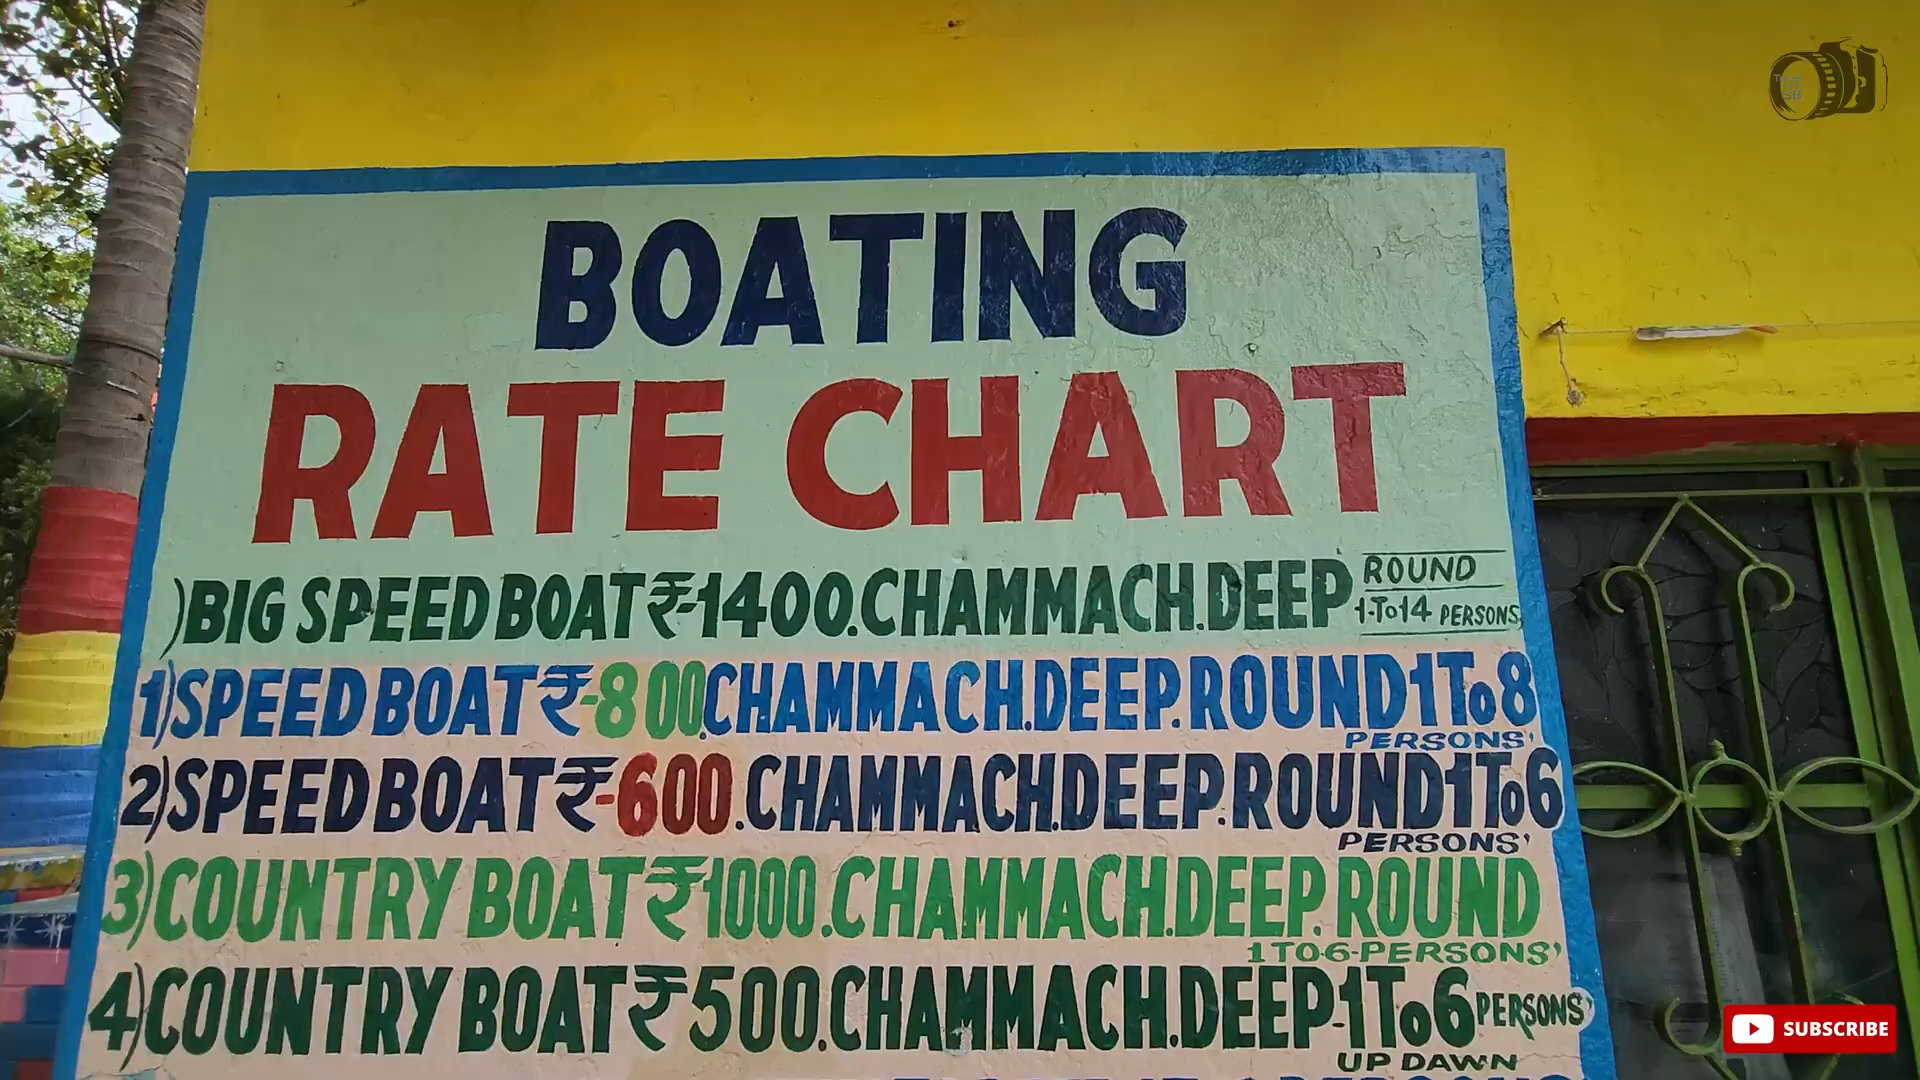 BOATING
RATE CHART
)BIG SPEED BOAT ₹-1400.CHAMMACH.DEEP ROUND
1-To14 PERSONS
1)SPEED BOAT ₹-800.CHAMMACH.DEEP.ROUND 1To8
PERSONS'
2)SPEED BOAT ₹-600.CHAMMACH.DEEP.ROUND 1To6
PERSONS'
3)COUNTRY BOAT ₹1000.CHAMMACH.DEEP.ROUND
1TO6-PERSONS'
4)COUNTRY BOAT ₹500.CHAMMACH.DEEP-1To6 PERSONS'
UP DAWN
SUBSCRIBE